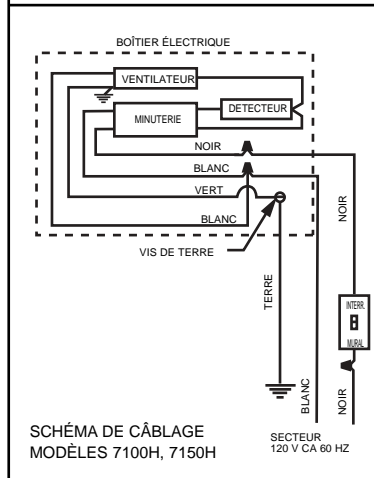 BOÎTIER ÉLECTRIQUE
VENTILATEUR
MINUTERIE
DETECTEUR
NOIR
BLANC
VERT
BLANC
VIS DE TERRE
NOIR
TERRE
INTERR.
MURAL
BLANC
NOIR
SCHÉMA DE CÂBLAGE
MODÈLES 7100H, 7150H
SECTEUR
120 V CA 60 HZ